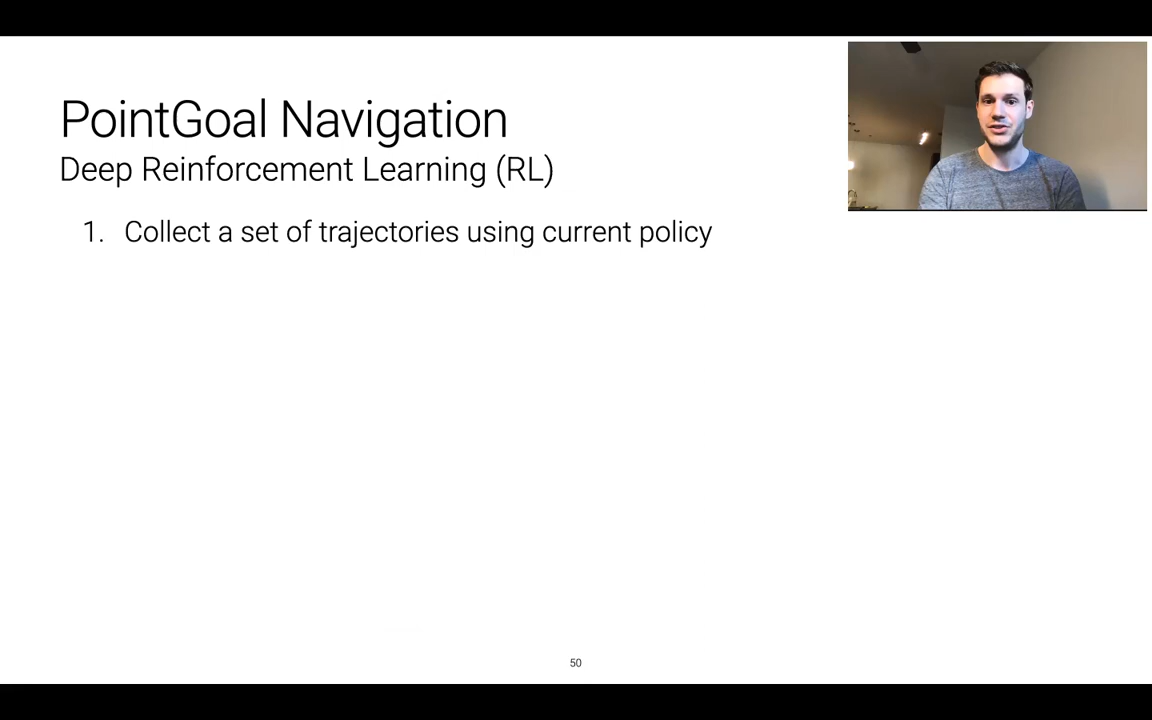 PointGoal Navigation
Deep Reinforcement Learning (RL)
1. Collect a set of trajectories using current policy
50